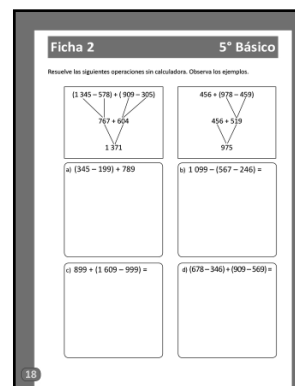 Ficha 2 5° Básico
Resuelve las siguientes operaciones sin calculadora. Observa los ejemplos.
(1 345 – 578) + ( 909 – 305)
767 + 604
1 371
456 + (978 – 459)
456 + 519
975
a) (345 – 199) + 789
b) 1 099 – (567 – 246) =
c) 899 + (1 609 – 999) =
d) (678 – 346) + (909 – 569) =
18